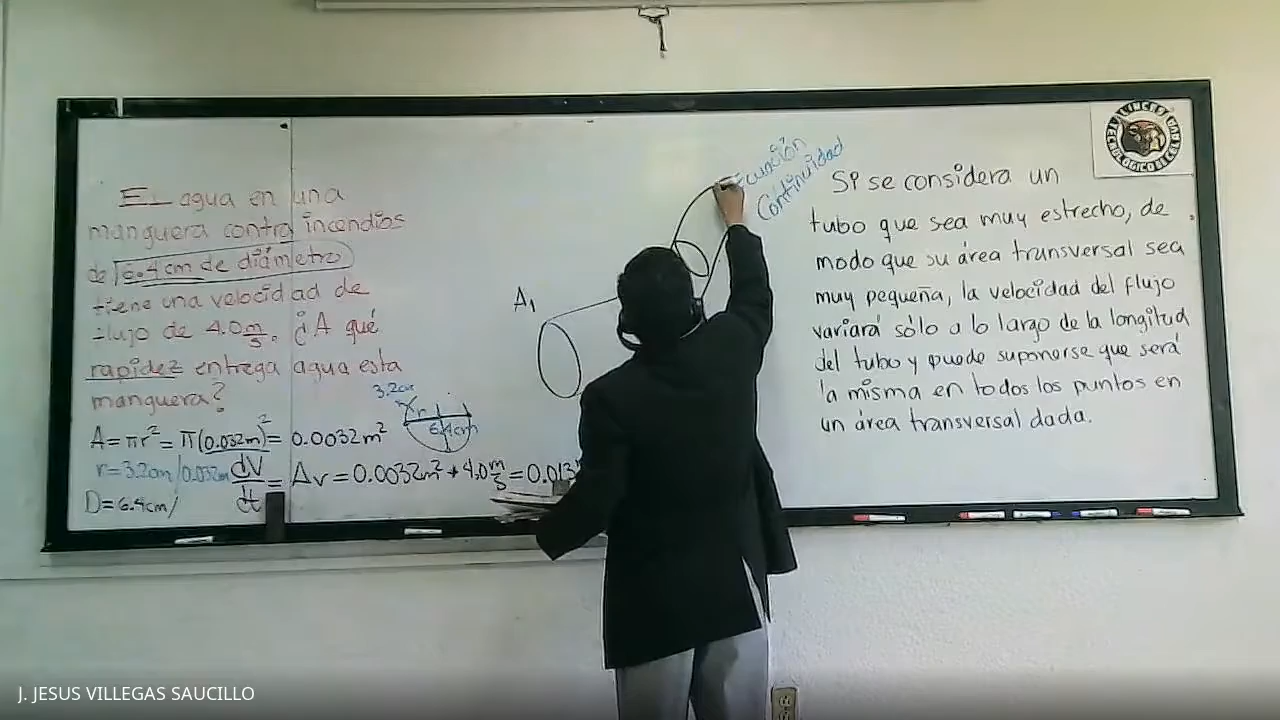 EL agua en una
manguera contra incendios
de 6.4 cm de diámetro
tiene una velocidad de
flujo de 4.0 m/s. ¿A qué
rapidez entrega agua esta
manguera?
A = πr² = π(0.032m)² = 0.0032m²
r = 3.2cm/0.032m
D = 6.4cm/
dV/dt = Av = 0.0032m² * 4.0 m/s = 0.013
3.2cm
r
6.4cm
A₁
Ecuación
Continuidad
Si se considera un
tubo que sea muy estrecho, de
modo que su área transversal sea
muy pequeña, la velocidad del flujo
variará sólo a lo largo de la longitud
del tubo y puede suponerse que será
la misma en todos los puntos en
un área transversal dada.
J. JESUS VILLEGAS SAUCILLO